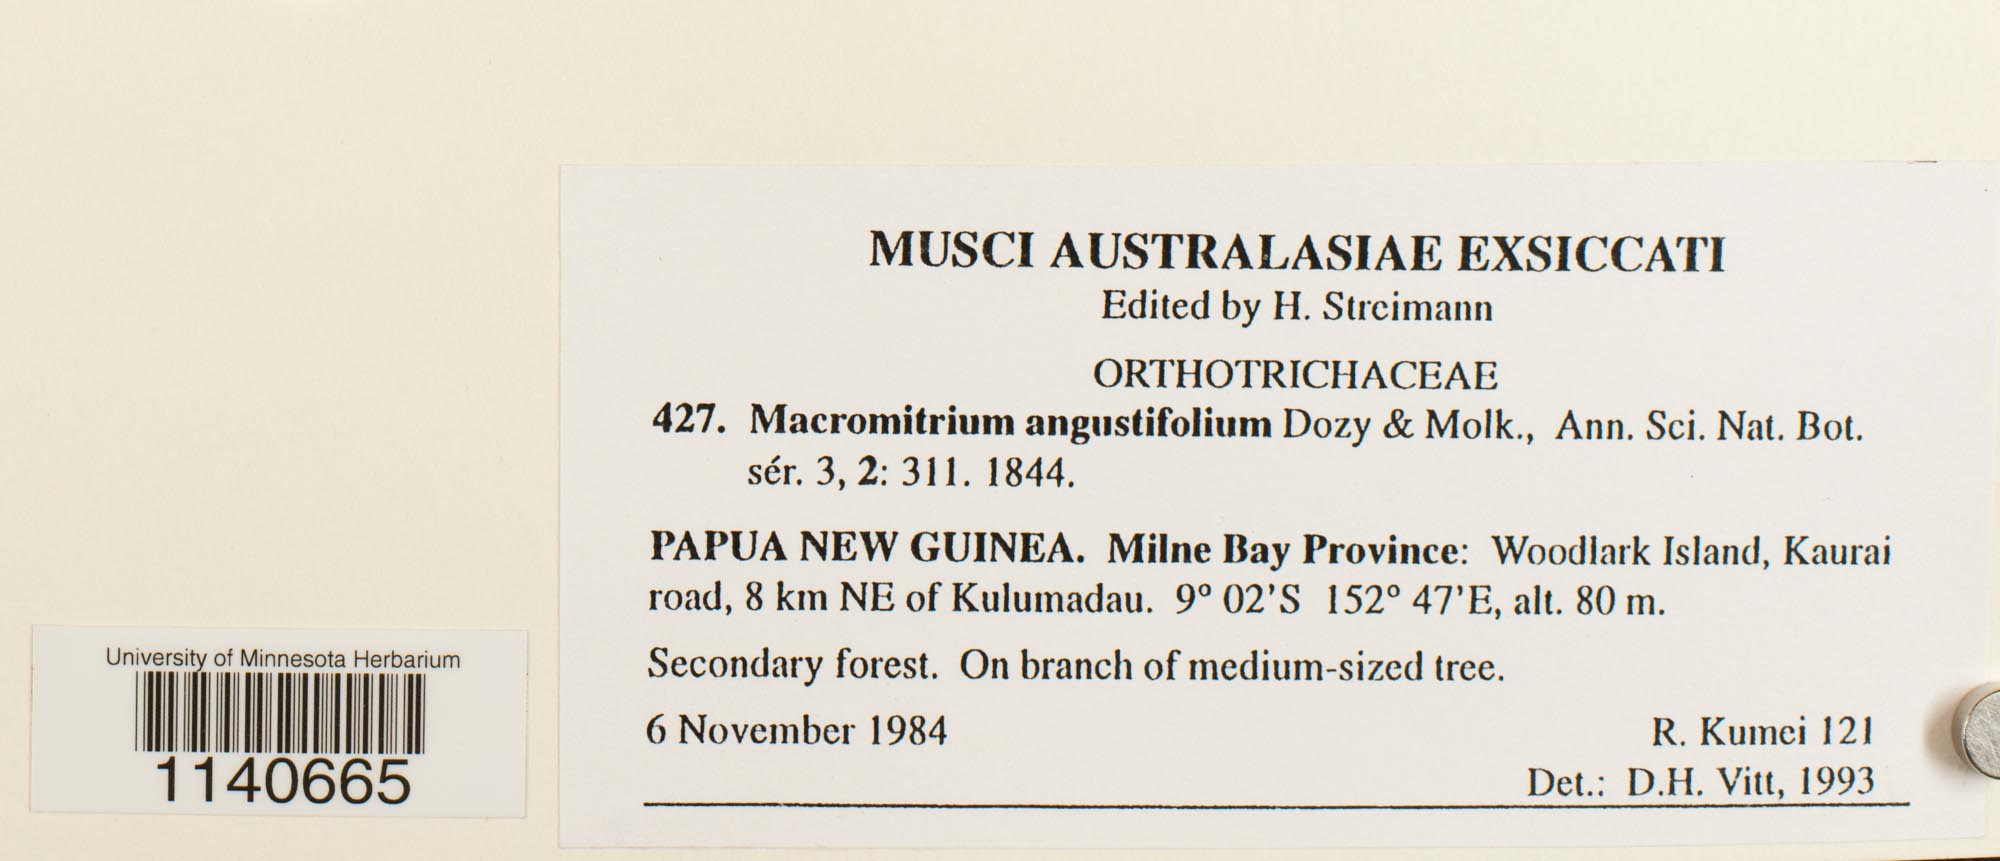 MUSCI AUSTRALASIAE EXSICCATI
Edited by H. Streimann
ORTHOTRICHACEAE
427. Macromitrium angustifolium Dozy & Molk., Ann. Sci. Nat. Bot.
sér. 3, 2: 311. 1844.
PAPUA NEW GUINEA. Milne Bay Province: Woodlark Island, Kaurai
road, 8 km NE of Kulumadau. 9° 02'S 152° 47'E, alt. 80 m.
Secondary forest. On branch of medium-sized tree.
6 November 1984
R. Kumei 121
Det.: D.H. Vitt, 1993
University of Minnesota Herbarium
1140665